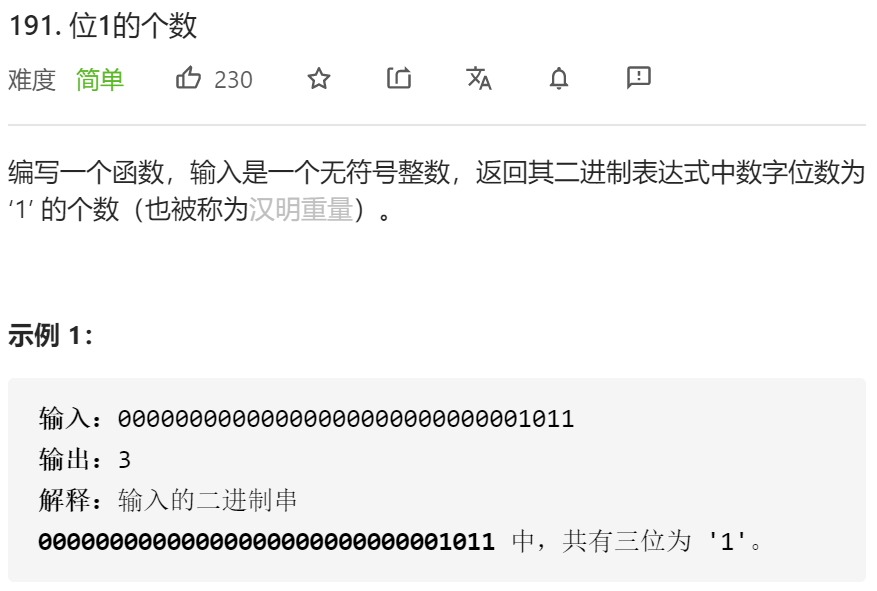 191. 位1的个数
难度 简单 230
编写一个函数，输入是一个无符号整数，返回其二进制表达式中数字位数为
‘1’ 的个数（也被称为汉明重量）。
示例 1：
输入：00000000000000000000000000001011
输出：3
解释：输入的二进制串
00000000000000000000000000001011 中，共有三位为 '1'。